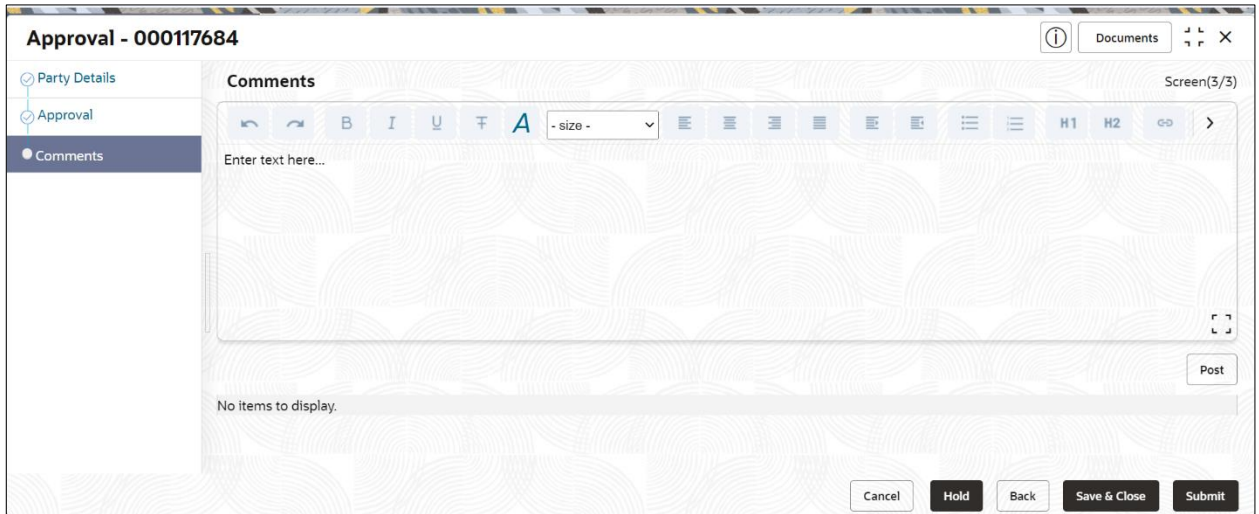 Approval - 000117684
Documents
Party Details
Approval
Comments
Comments
Screen(3/3)
B I U T A - size - H1 H2
Enter text here...
Post
No items to display.
Cancel Hold Back Save & Close Submit